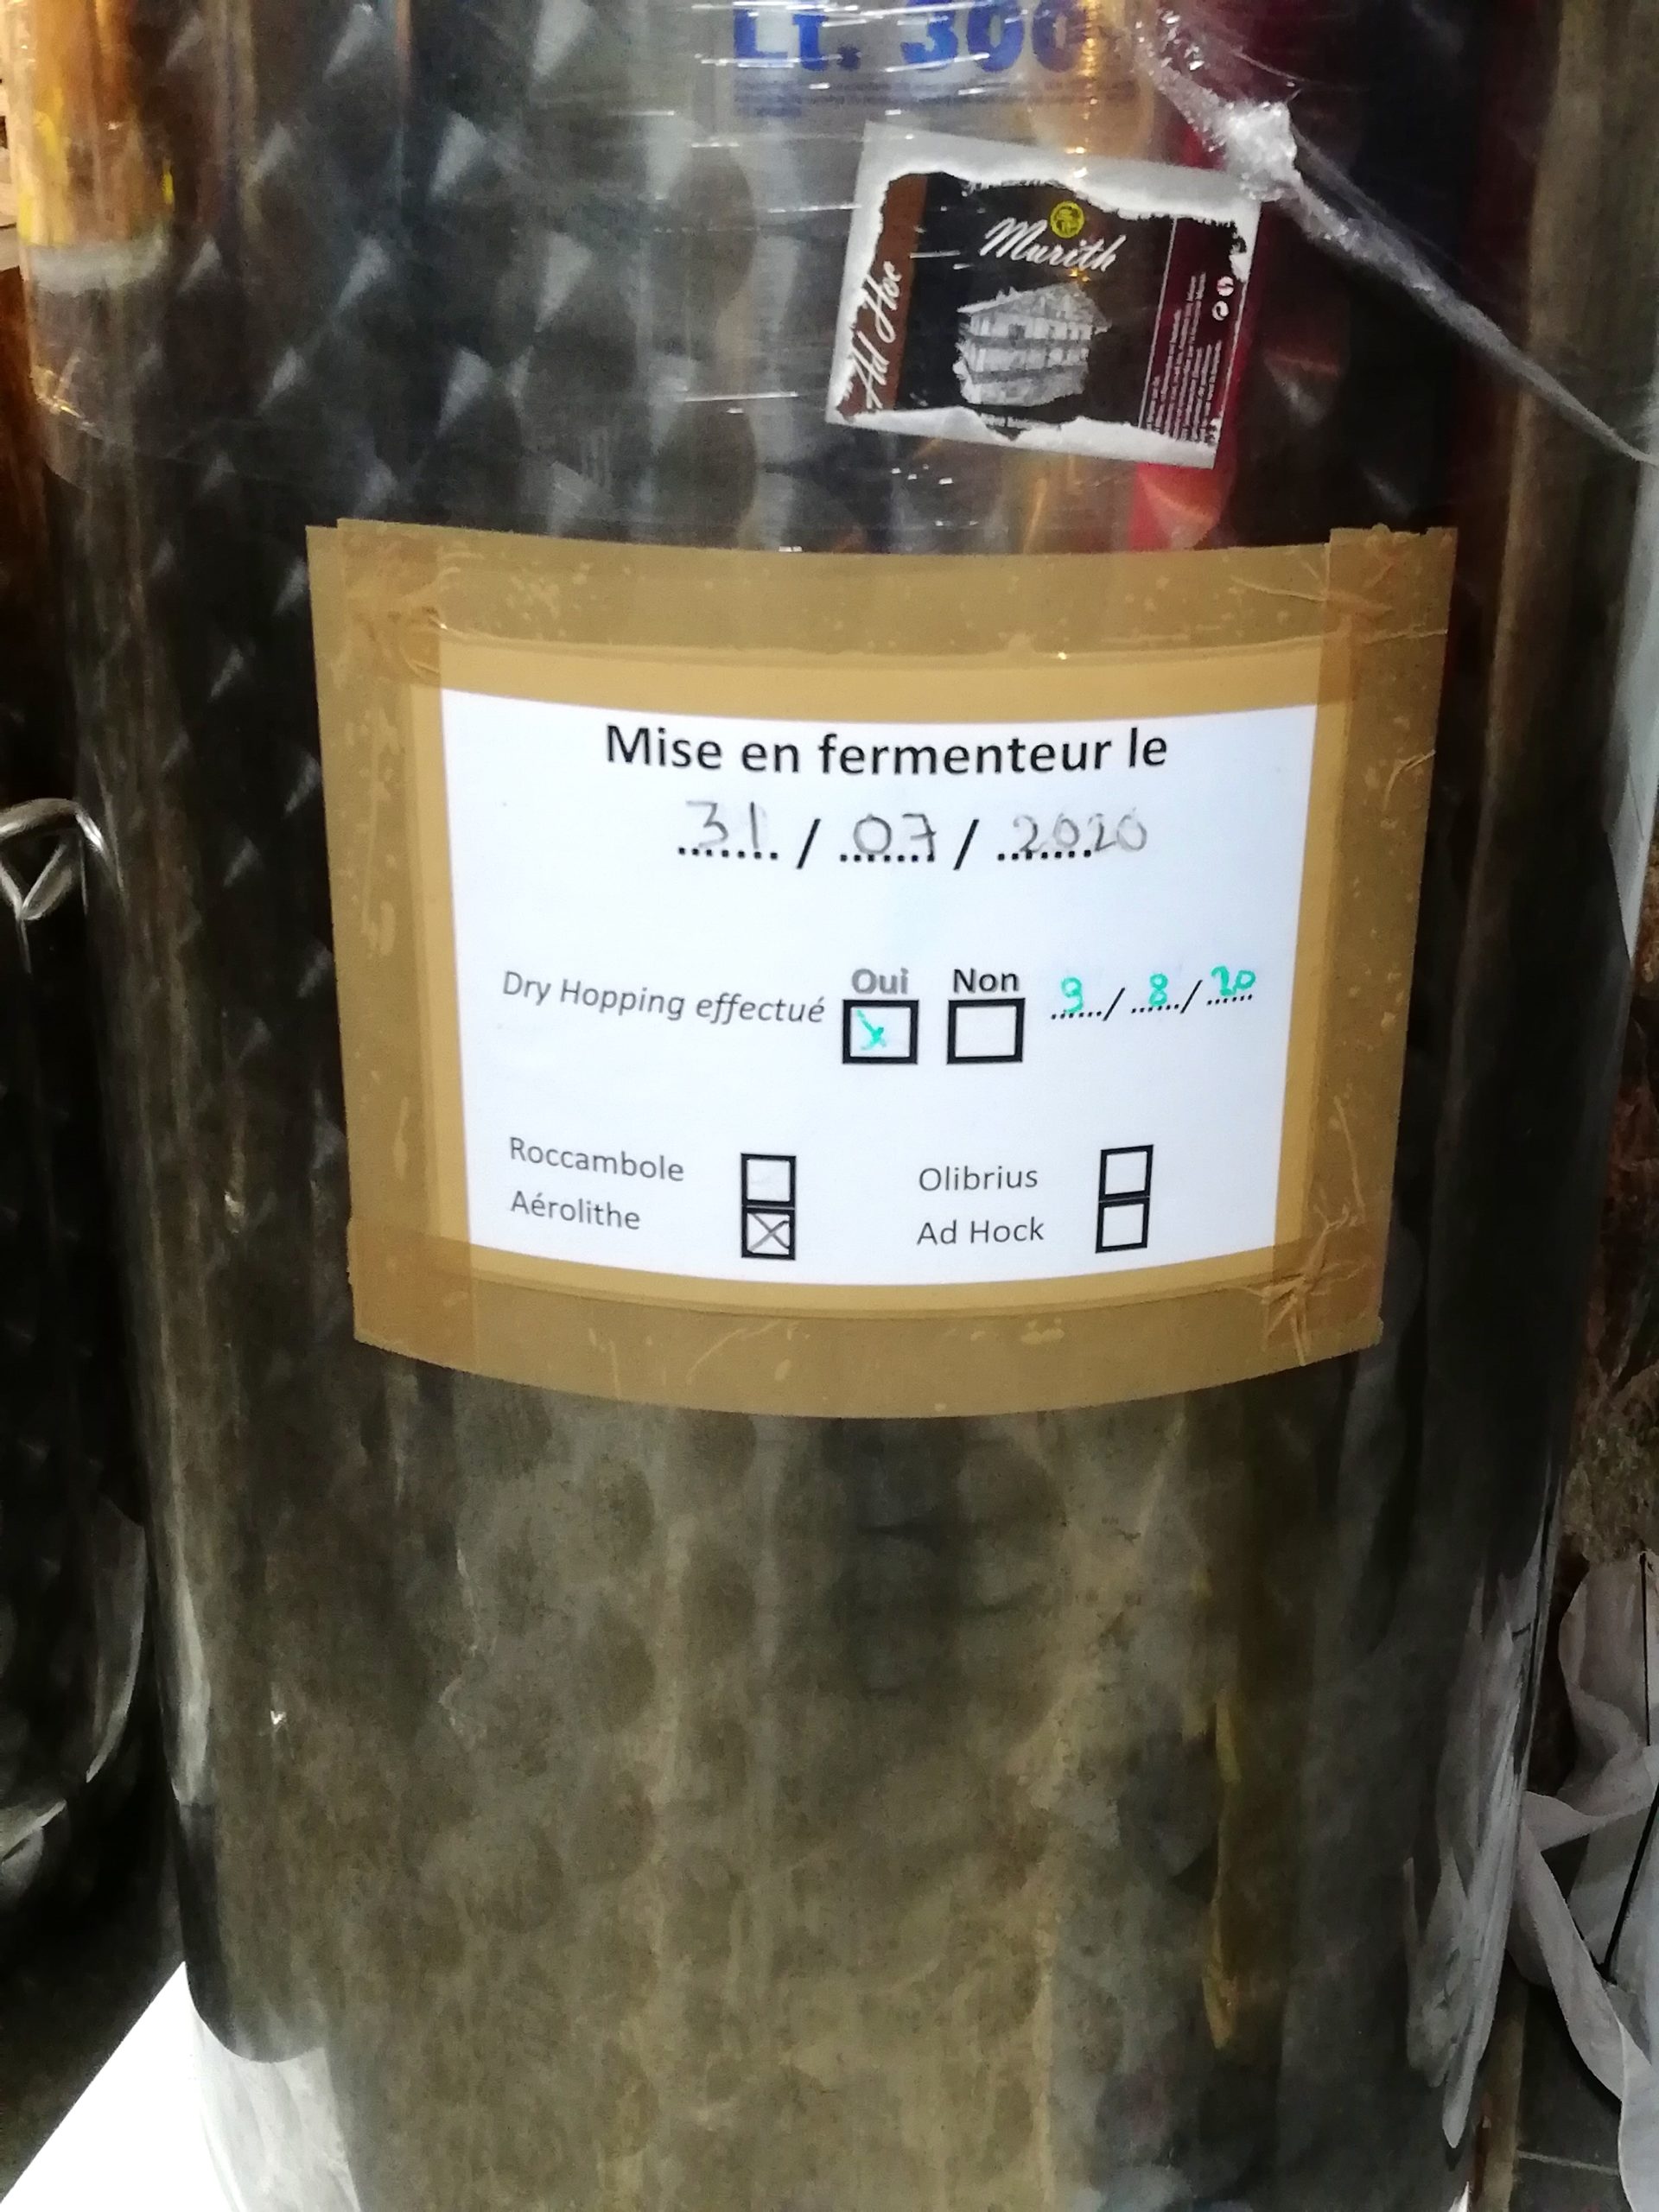 Lt. 300
Murith
Ad Hoc
Mise en fermenteur le
31 / 07 / 2020
Dry Hopping effectué Oui Non 9 / 8 / 20
Roccambole Olibrius
Aérolithe Ad Hock